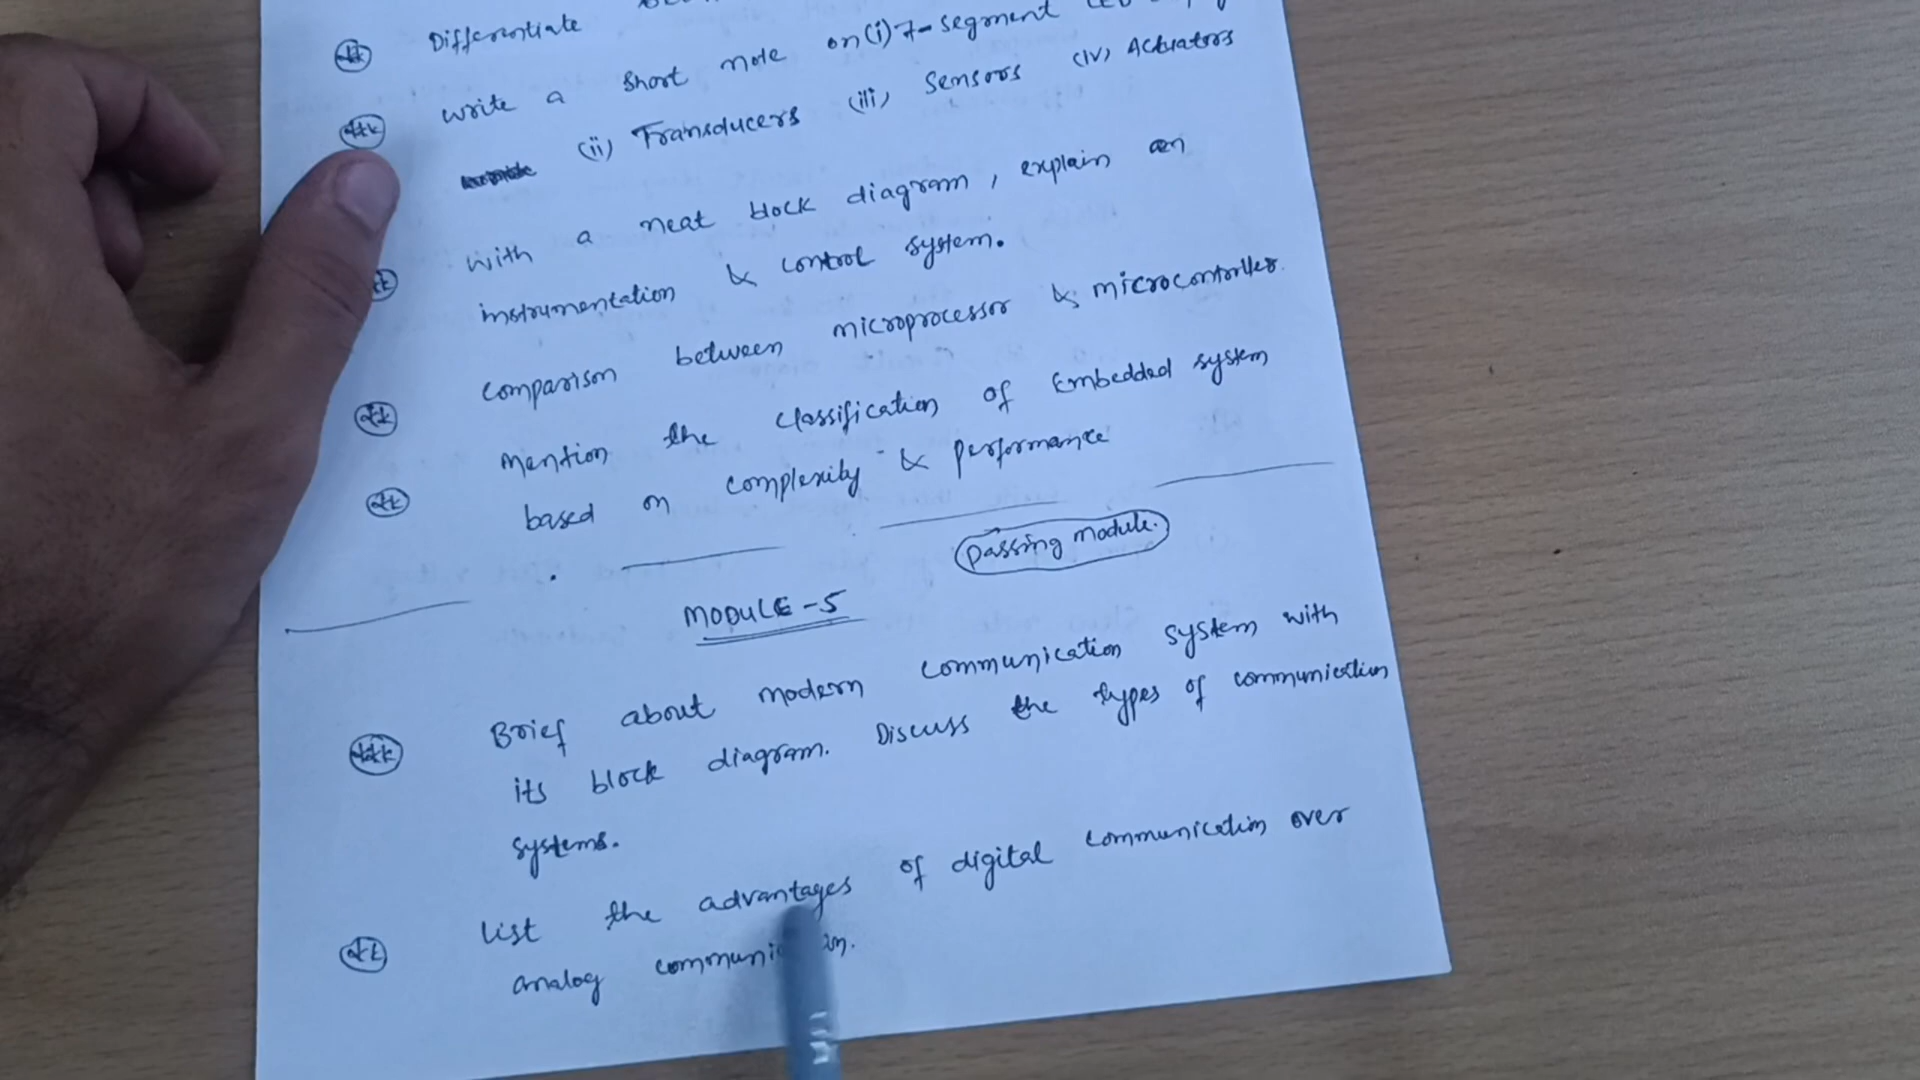 Differentiate
write a short note on (i) 7-segment LED
(ii) Transducers (iii) Sensors (iv) Actuators
with a neat block diagram, explain an
instrumentation & control system.
comparison between microprocessor & microcontroller.
mention the classification of Embedded system
based on complexity & performance
passing module.
MODULE-5
Brief about modern communication system with
its block diagram. Discuss the types of communication
systems.
List the advantages of digital communication over
analog